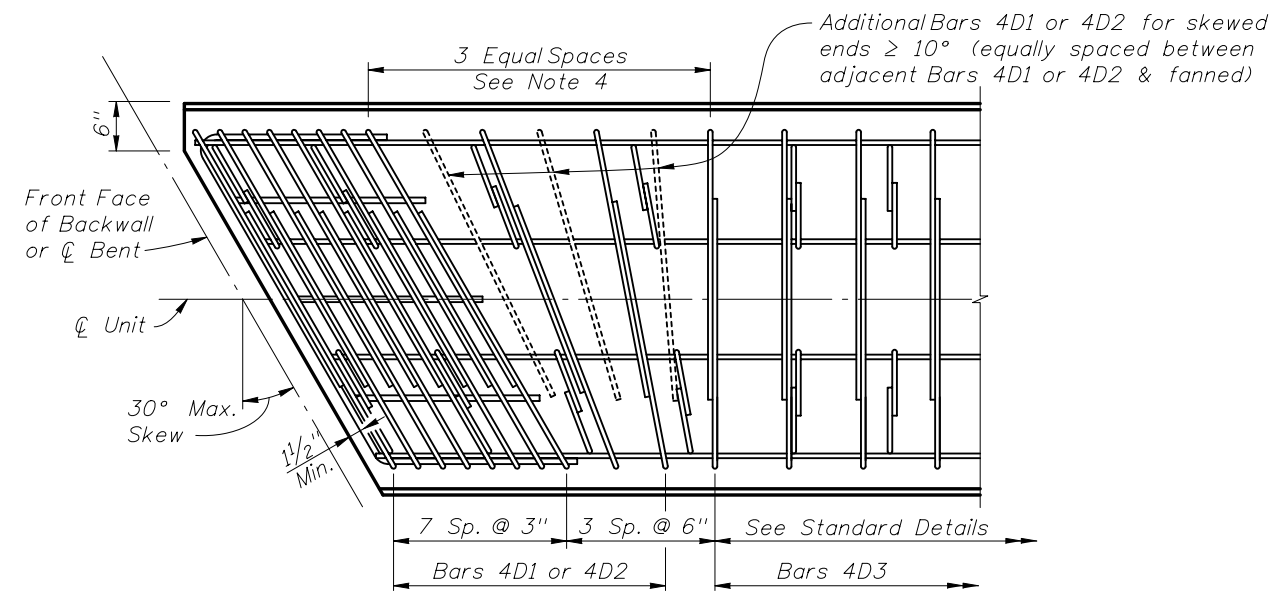 Additional Bars 4D1 or 4D2 for skewed
ends ≥ 10° (equally spaced between
adjacent Bars 4D1 or 4D2 & fanned)
3 Equal Spaces
See Note 4
6"
Front Face
of Backwall
or ℄ Bent
℄ Unit
30° Max.
Skew
1 1/2"
Min.
7 Sp. @ 3"
3 Sp. @ 6"
See Standard Details
Bars 4D1 or 4D2
Bars 4D3